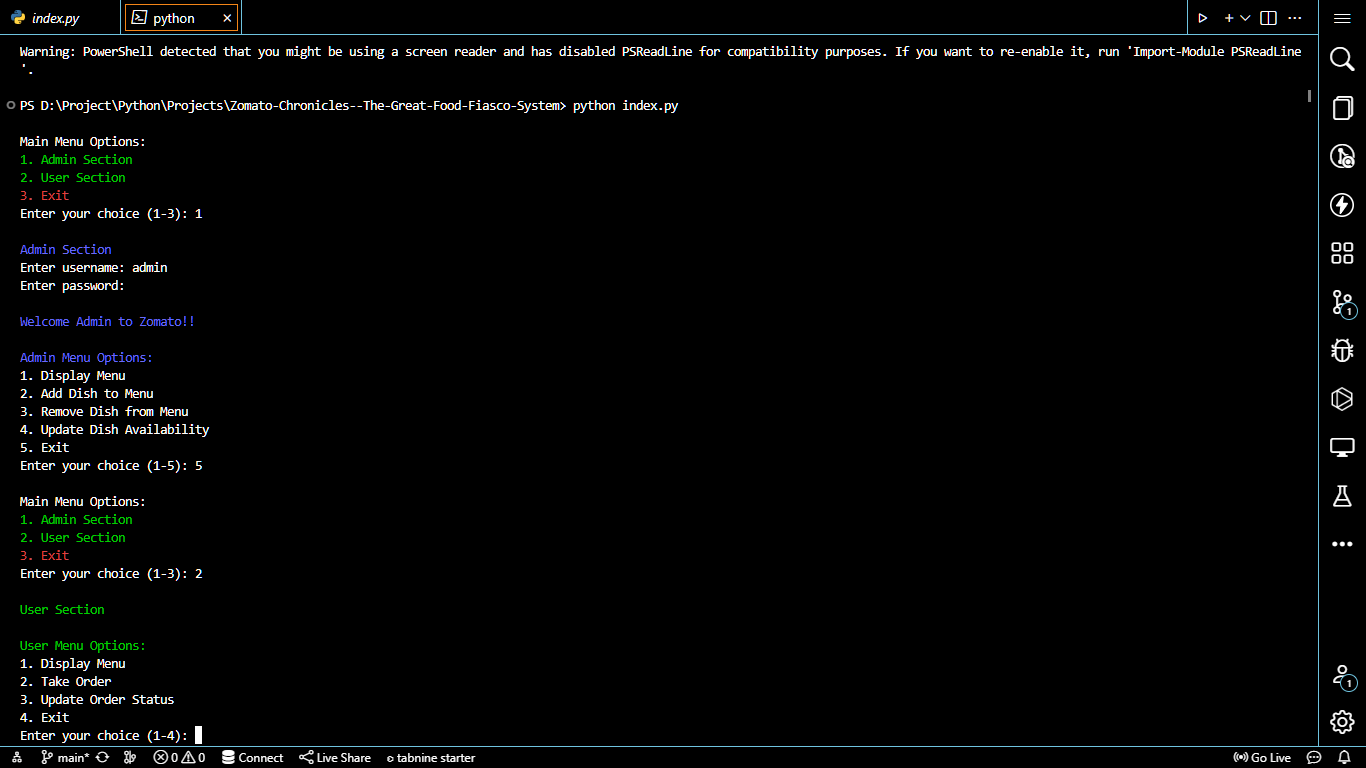 index.py
python
Warning: PowerShell detected that you might be using a screen reader and has disabled PSReadLine for compatibility purposes. If you want to re-enable it, run 'Import-Module PSReadLine
'.
PS D:\Project\Python\Projects\Zomato-Chronicles--The-Great-Food-Fiasco-System> python index.py
Main Menu Options:
1. Admin Section
2. User Section
3. Exit
Enter your choice (1-3): 1
Admin Section
Enter username: admin
Enter password:
Welcome Admin to Zomato!!
Admin Menu Options:
1. Display Menu
2. Add Dish to Menu
3. Remove Dish from Menu
4. Update Dish Availability
5. Exit
Enter your choice (1-5): 5
Main Menu Options:
1. Admin Section
2. User Section
3. Exit
Enter your choice (1-3): 2
User Section
User Menu Options:
1. Display Menu
2. Take Order
3. Update Order Status
4. Exit
Enter your choice (1-4):
1
1
main* 0 0 Connect Live Share tabnine starter Go Live